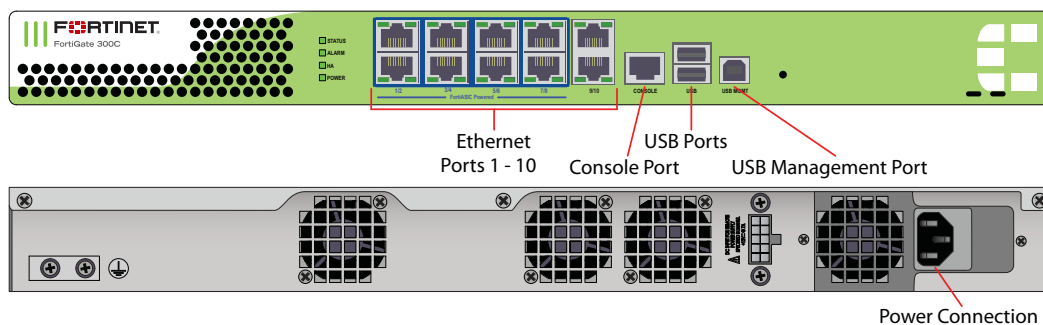 FORTINET.
FortiGate 300C
STATUS
ALARM
HA
POWER
1/2 3/4 5/6 7/8 9/10
FortiASIC Powered
CONSOLE USB USB MGMT
Ethernet
Ports 1 - 10
Console Port
USB Ports
USB Management Port
Power Connection